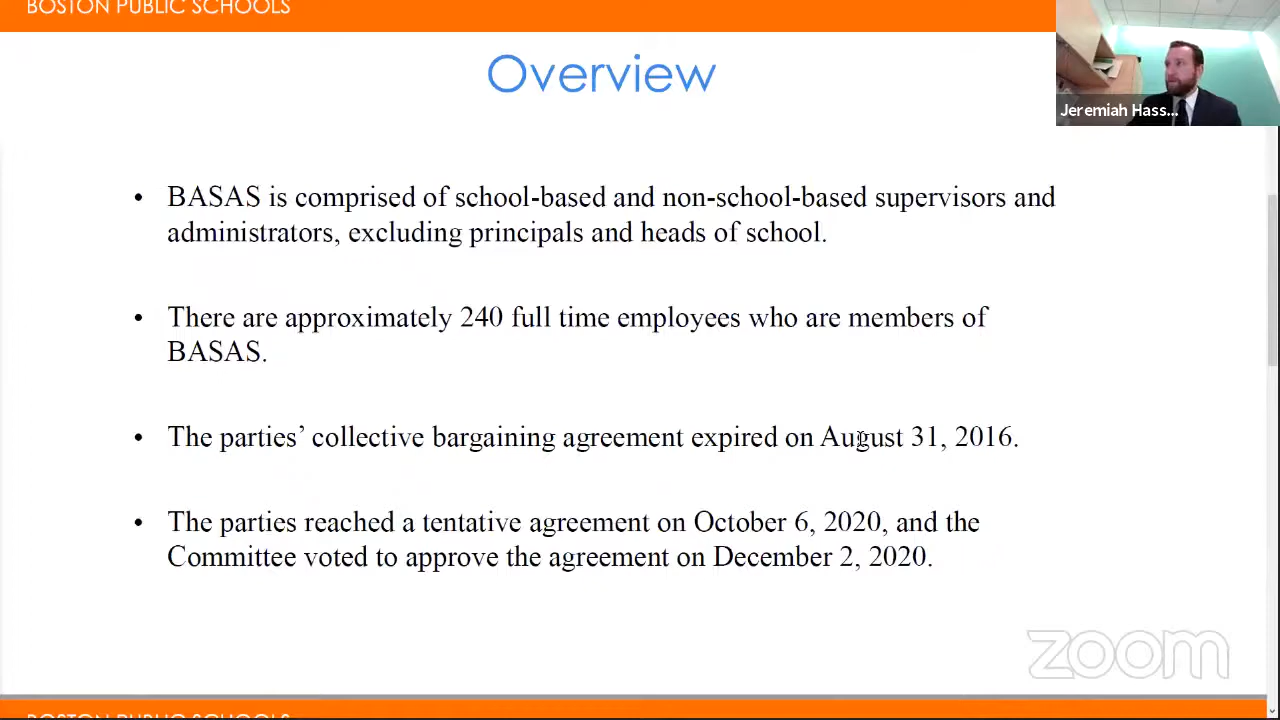 BOSTON PUBLIC SCHOOLS
Overview
Jeremiah Hass...
• BASAS is comprised of school-based and non-school-based supervisors and
administrators, excluding principals and heads of school.
• There are approximately 240 full time employees who are members of
BASAS.
• The parties’ collective bargaining agreement expired on August 31, 2016.
• The parties reached a tentative agreement on October 6, 2020, and the
Committee voted to approve the agreement on December 2, 2020.
zoom
BOSTON PUBLIC SCHOOLS